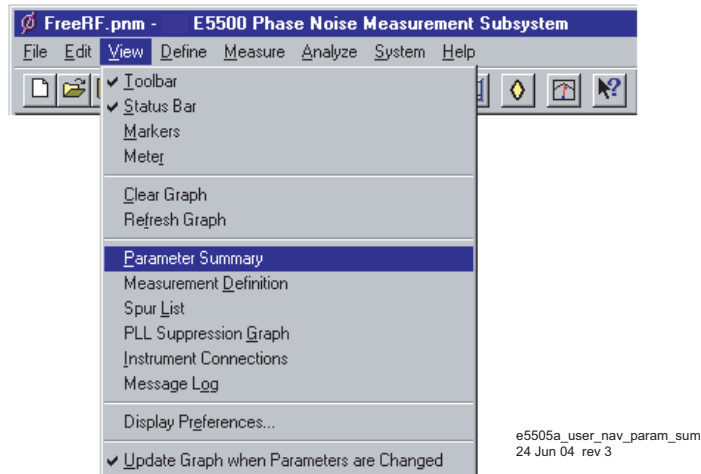 FreeRF.pnm - E5500 Phase Noise Measurement Subsystem
File Edit View Define Measure Analyze System Help
Toolbar
Status Bar
Markers
Meter
Clear Graph
Refresh Graph
Parameter Summary
Measurement Definition
Spur List
PLL Suppression Graph
Instrument Connections
Message Log
Display Preferences...
Update Graph when Parameters are Changed
e5505a_user_nav_param_sum
24 Jun 04 rev 3